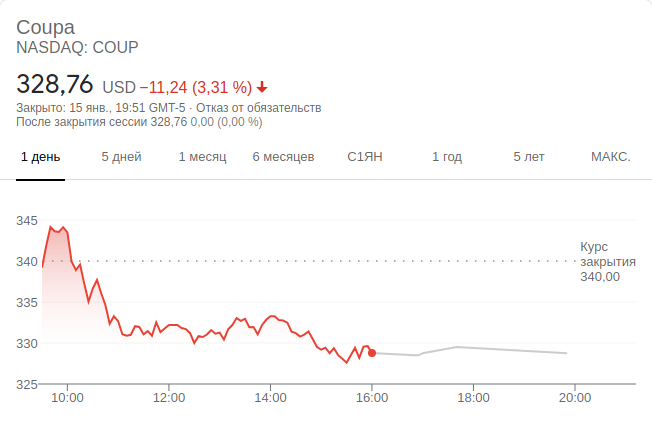 Coupa
NASDAQ: COUP
328,76 USD −11,24 (3,31 %)
Закрыто: 15 янв., 19:51 GMT-5 · Отказ от обязательств
После закрытия сессии 328,76 0,00 (0,00 %)
1 день 5 дней 1 месяц 6 месяцев С1ЯН 1 год 5 лет МАКС.
345
Курс
340 закрытия
340,00
335
330
325
10:00 12:00 14:00 16:00 18:00 20:00